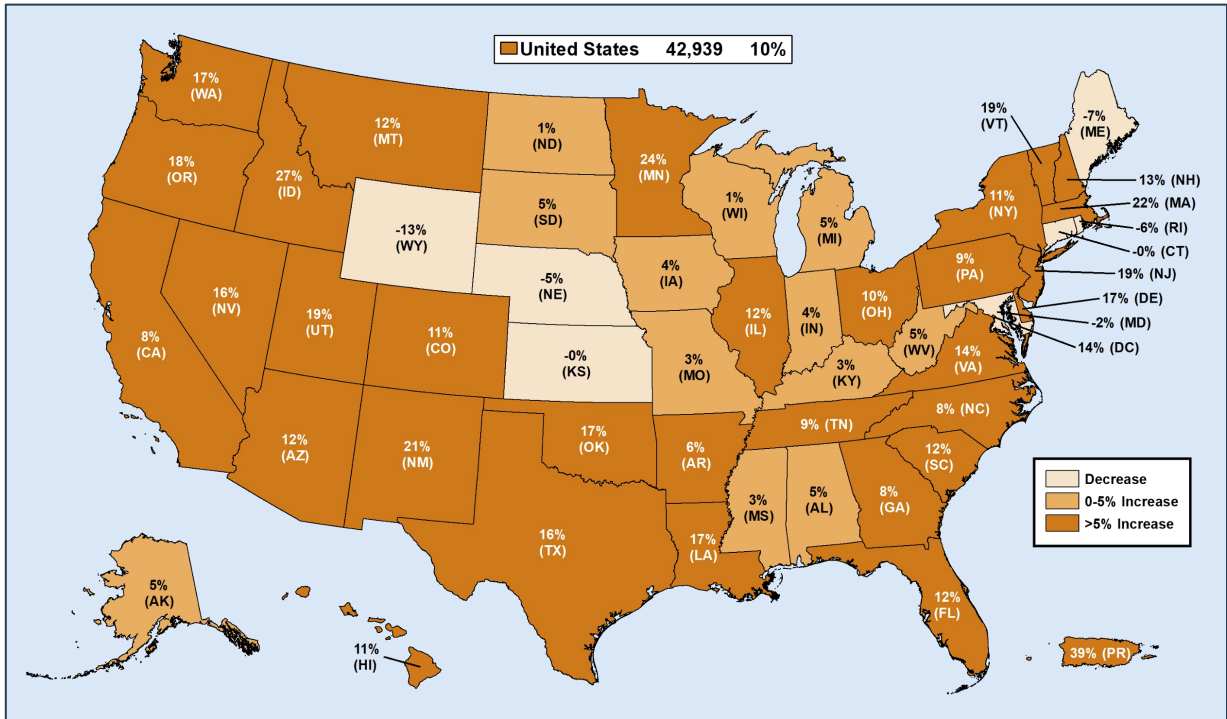 United States 42,939 10%
17%
(WA)
12%
(MT)
1%
(ND)
24%
(MN)
19%
(VT)
-7%
(ME)
18%
(OR)
27%
(ID)
5%
(SD)
1%
(WI)
5%
(MI)
11%
(NY)
13% (NH)
22% (MA)
-6% (RI)
-0% (CT)
19% (NJ)
17% (DE)
-2% (MD)
14% (DC)
-13%
(WY)
-5%
(NE)
4%
(IA)
9%
(PA)
16%
(NV)
19%
(UT)
11%
(CO)
12%
(IL)
4%
(IN)
10%
(OH)
8%
(CA)
-0%
(KS)
3%
(MO)
3%
(KY)
5%
(WV)
14%
(VA)
12%
(AZ)
21%
(NM)
17%
(OK)
6%
(AR)
9% (TN)
8% (NC)
12%
(SC)
16%
(TX)
17%
(LA)
3%
(MS)
5%
(AL)
8%
(GA)
12%
(FL)
Decrease
0-5% Increase
>5% Increase
5%
(AK)
11%
(HI)
39% (PR)